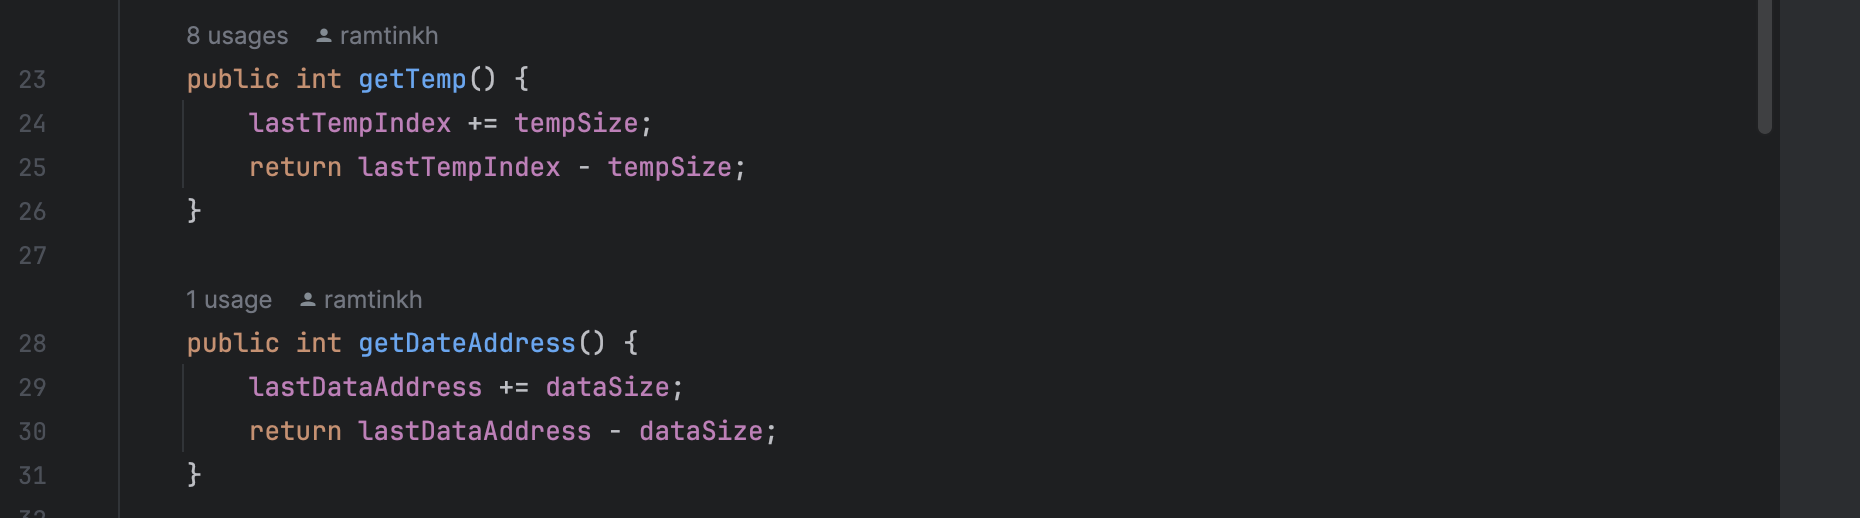 8 usages ramtinkh
23 public int getTemp() {
24 lastTempIndex += tempSize;
25 return lastTempIndex - tempSize;
26 }
27
1 usage ramtinkh
28 public int getDateAddress() {
29 lastDataAddress += dataSize;
30 return lastDataAddress - dataSize;
31 }
32